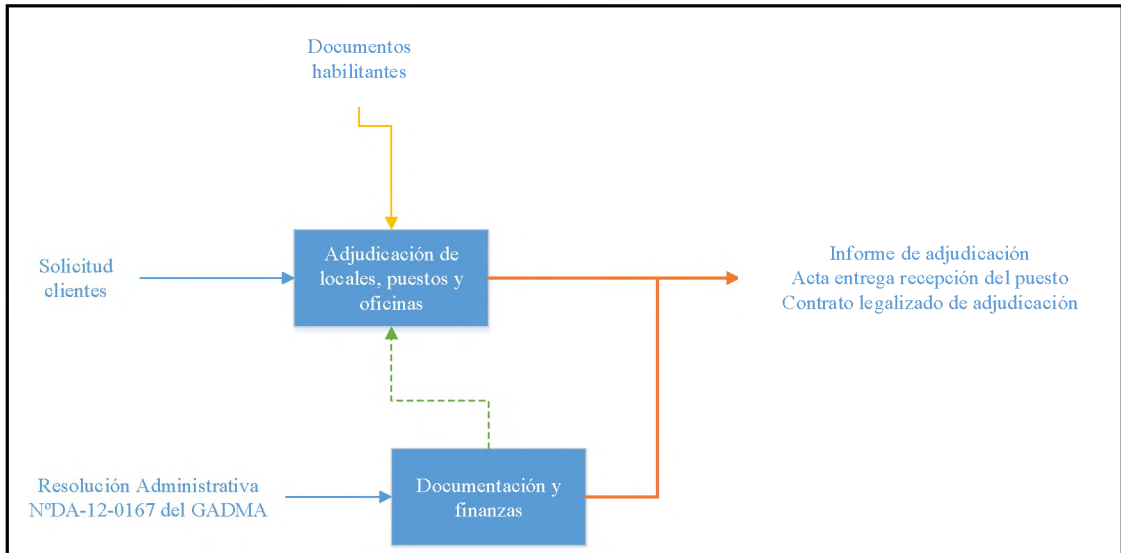 Documentos
habilitantes
Solicitud
clientes
Adjudicación de
locales, puestos y
oficinas
Informe de adjudicación
Acta entrega recepción del puesto
Contrato legalizado de adjudicación
Resolución Administrativa
NºDA-12-0167 del GADMA
Documentación y
finanzas